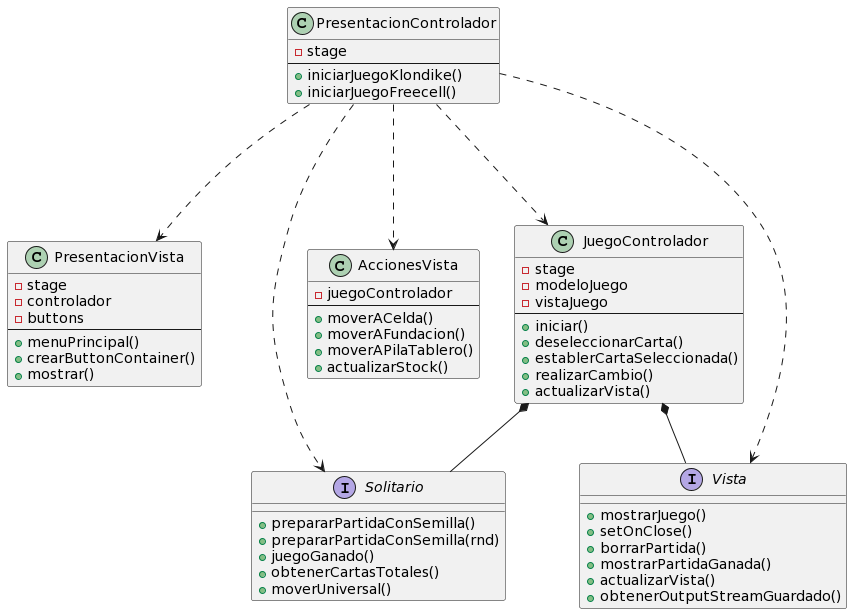 C PresentacionControlador
stage
iniciarJuegoKlondike()
iniciarJuegoFreecell()
C PresentacionVista
stage
controlador
buttons
menuPrincipal()
crearButtonContainer()
mostrar()
C AccionesVista
juegoControlador
moverACelda()
moverAFundacion()
moverAPilaTablero()
actualizarStock()
C JuegoControlador
stage
modeloJuego
vistaJuego
iniciar()
deseleccionarCarta()
establerCartaSeleccionada()
realizarCambio()
actualizarVista()
I Solitario
prepararPartidaConSemilla()
prepararPartidaConSemilla(rnd)
juegoGanado()
obtenerCartasTotales()
moverUniversal()
I Vista
mostrarJuego()
setOnClose()
borrarPartida()
mostrarPartidaGanada()
actualizarVista()
obtenerOutputStreamGuardado()